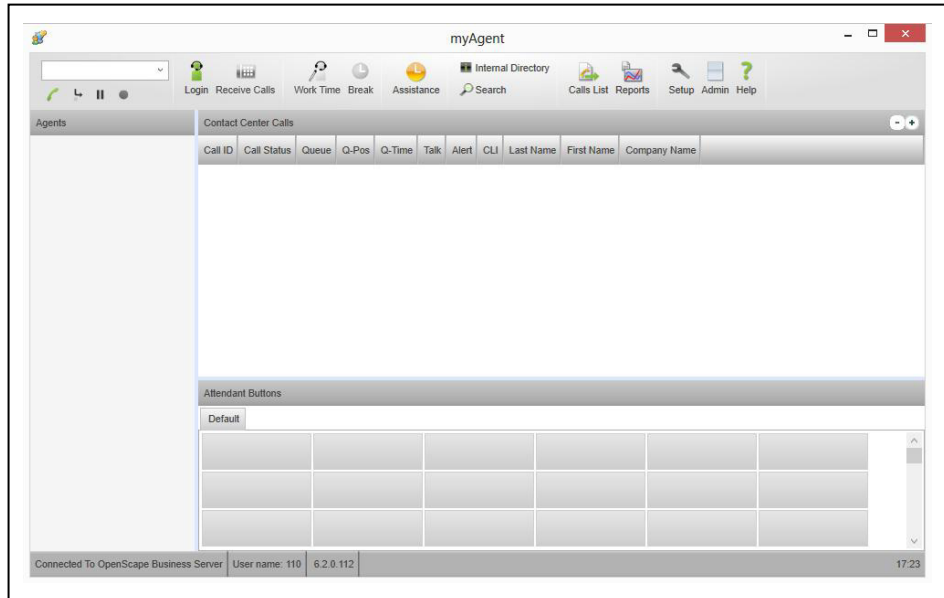 myAgent
Internal Directory
Login Receive Calls Work Time Break Assistance Search Calls List Reports Setup Admin Help
Agents Contact Center Calls
Call ID Call Status Queue Q-Pos Q-Time Talk Alert CLI Last Name First Name Company Name
Attendant Buttons
Default
Connected To OpenScape Business Server User name: 110 6.2.0.112 17:23